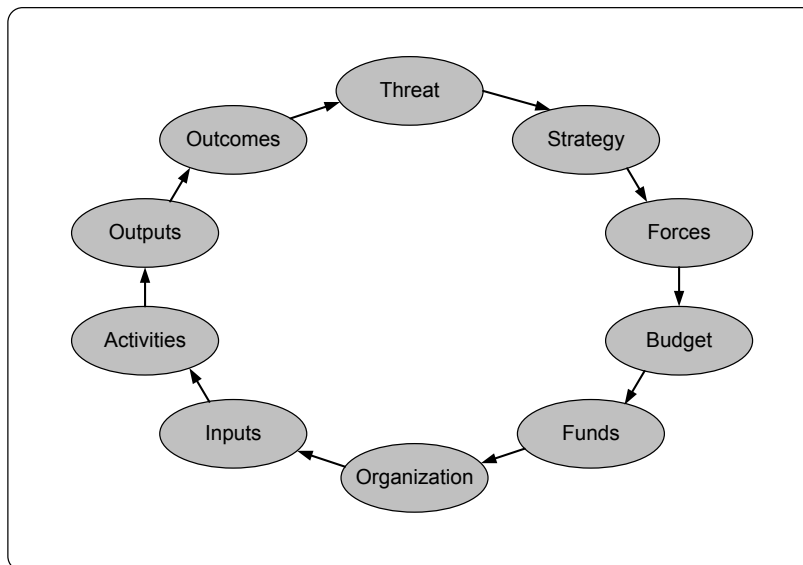 Threat
Strategy
Forces
Budget
Funds
Organization
Inputs
Activities
Outputs
Outcomes